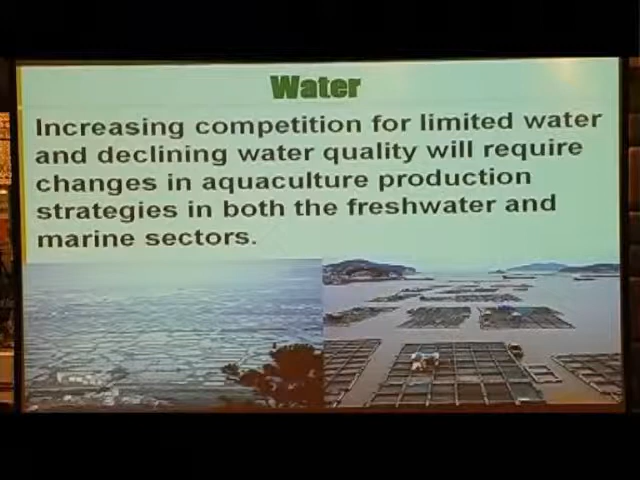 Water
Increasing competition for limited water
and declining water quality will require
changes in aquaculture production
strategies in both the freshwater and
marine sectors.